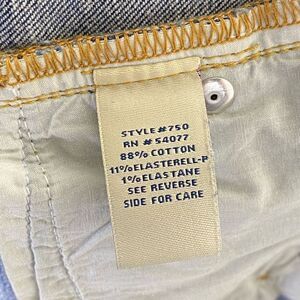 STYLE#750
RN # 54077
88% COTTON
11%ELASTERELL-P
1% ELASTANE
SEE REVERSE
SIDE FOR CARE